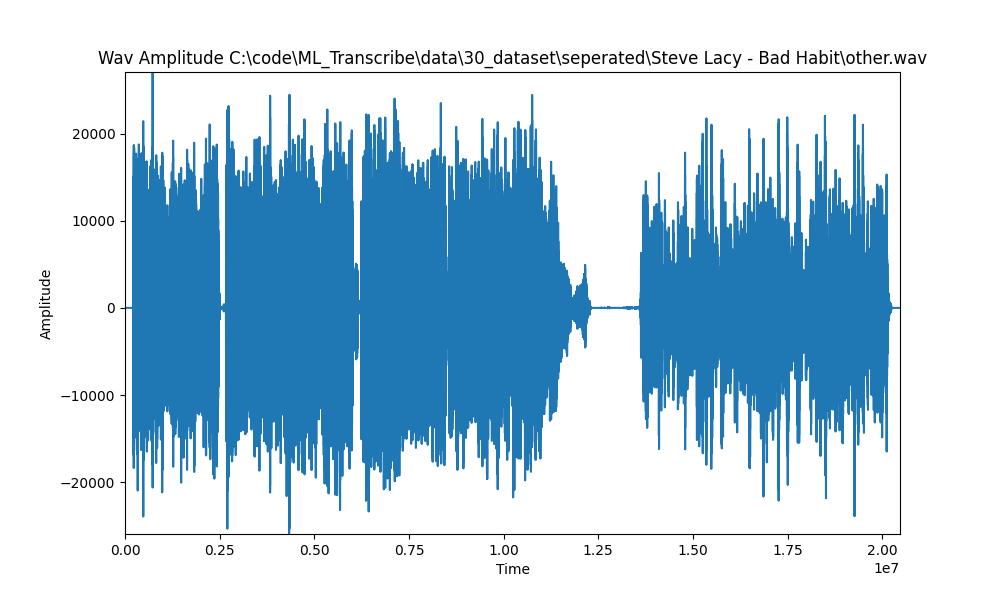 Wav Amplitude C:\code\ML_Transcribe\data\30_dataset\seperated\Steve Lacy - Bad Habit\other.wav
20000
10000
0
−10000
−20000
Amplitude
0.00 0.25 0.50 0.75 1.00 1.25 1.50 1.75 2.00
1e7
Time